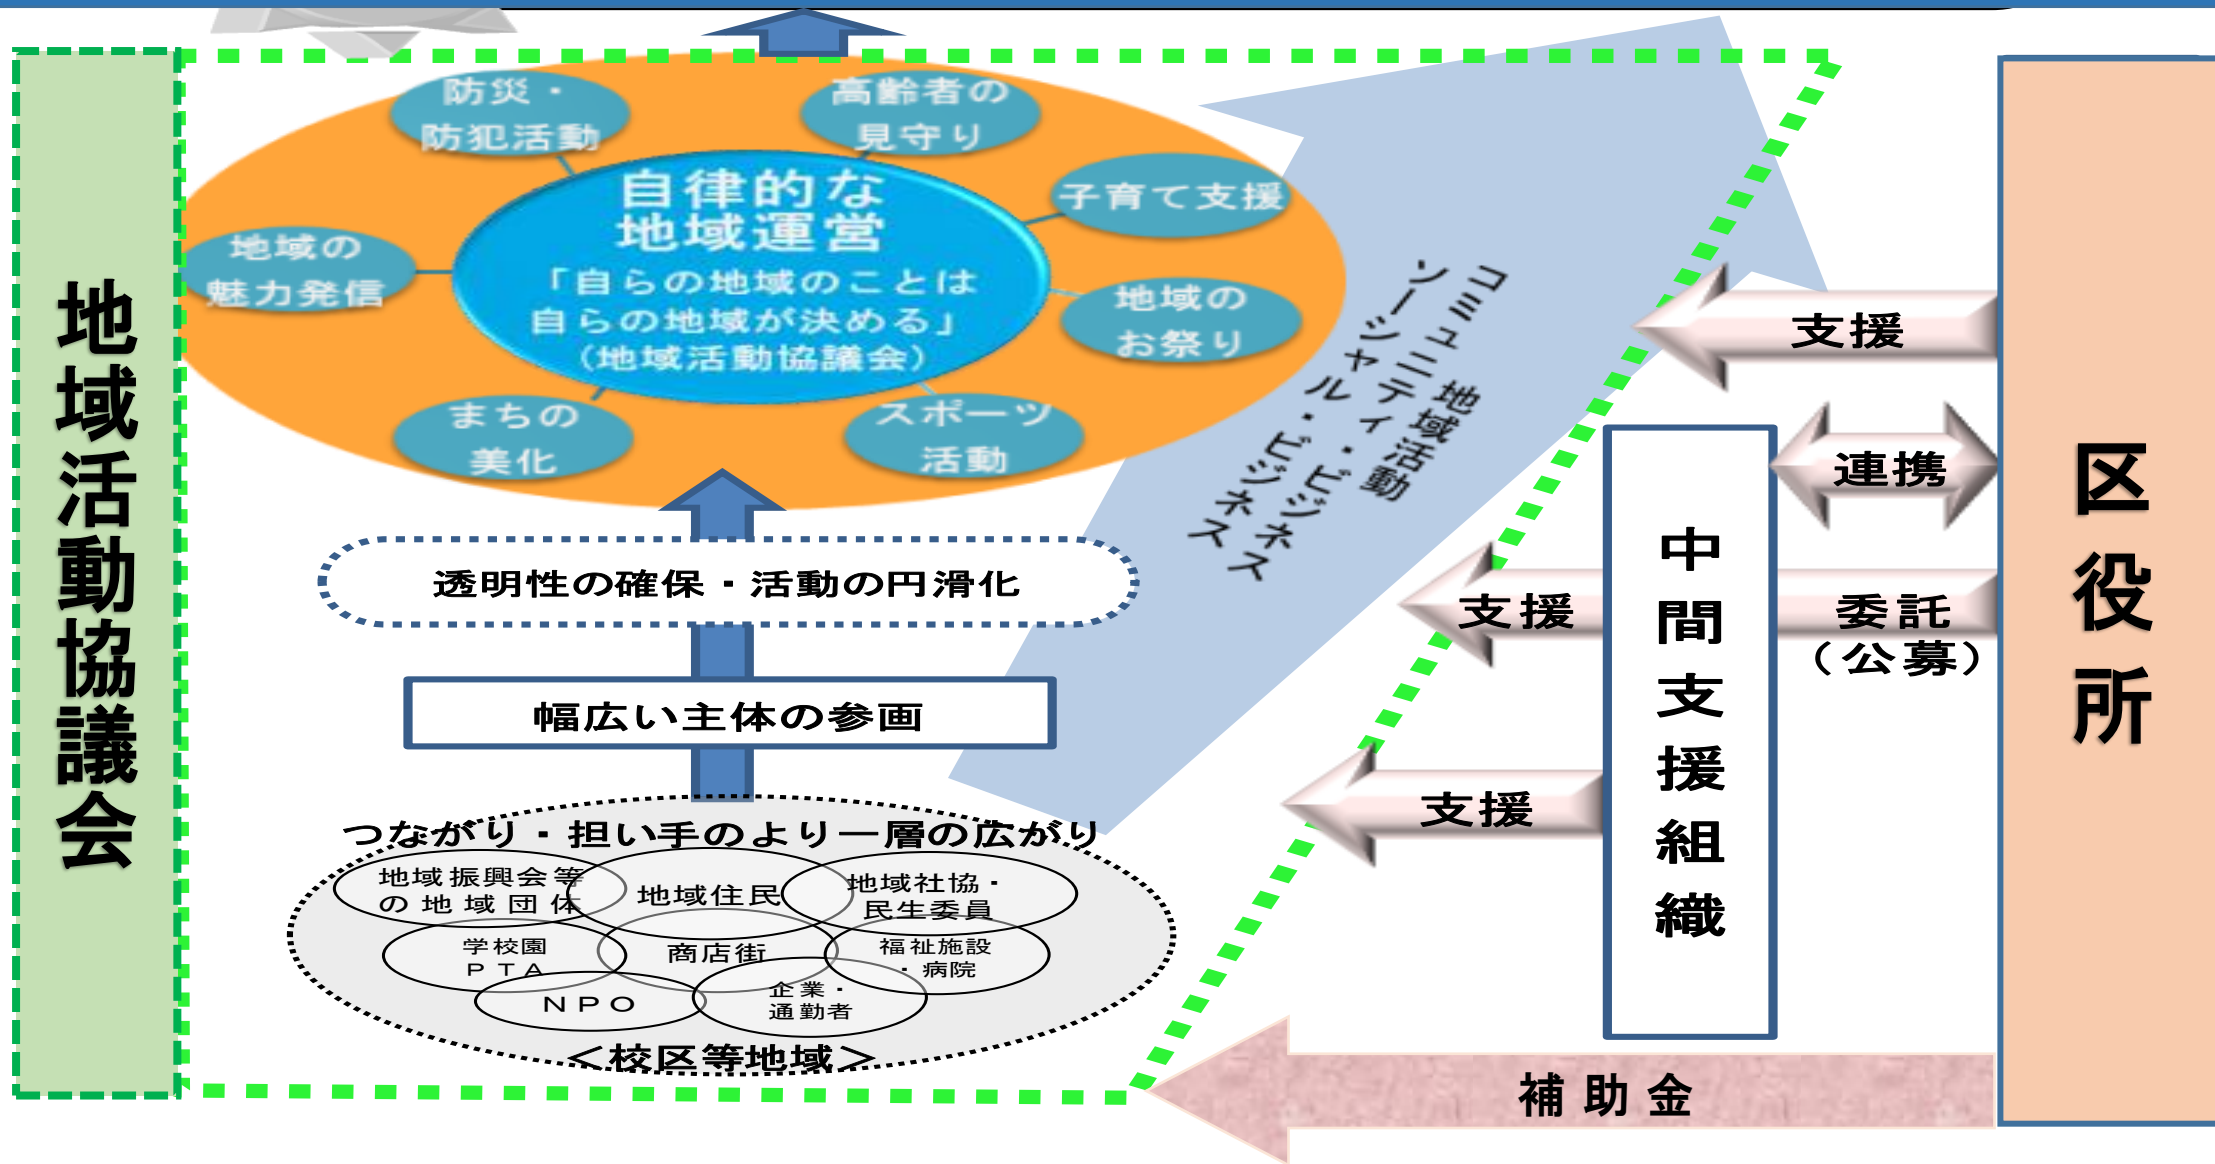 地域活動協議会
防災・
防犯活動
高齢者の
見守り
子育て支援
地域の
お祭り
スポーツ
活動
まちの
美化
地域の
魅力発信
自律的な
地域運営
「自らの地域のことは
自らの地域が決める」
(地域活動協議会)
地域活動
コミュニティ・ビジネス
ソーシャル・ビジネス
透明性の確保・活動の円滑化
幅広い主体の参画
つながり・担い手のより一層の広がり
地域振興会等
の地域団体
地域住民
地域社協・
民生委員
学校園
PTA
商店街
福祉施設
・病院
NPO
企業・
通勤者
＜校区等地域＞
支援
連携
支援
委託
(公募)
支援
中間支援組織
補助金
区役所